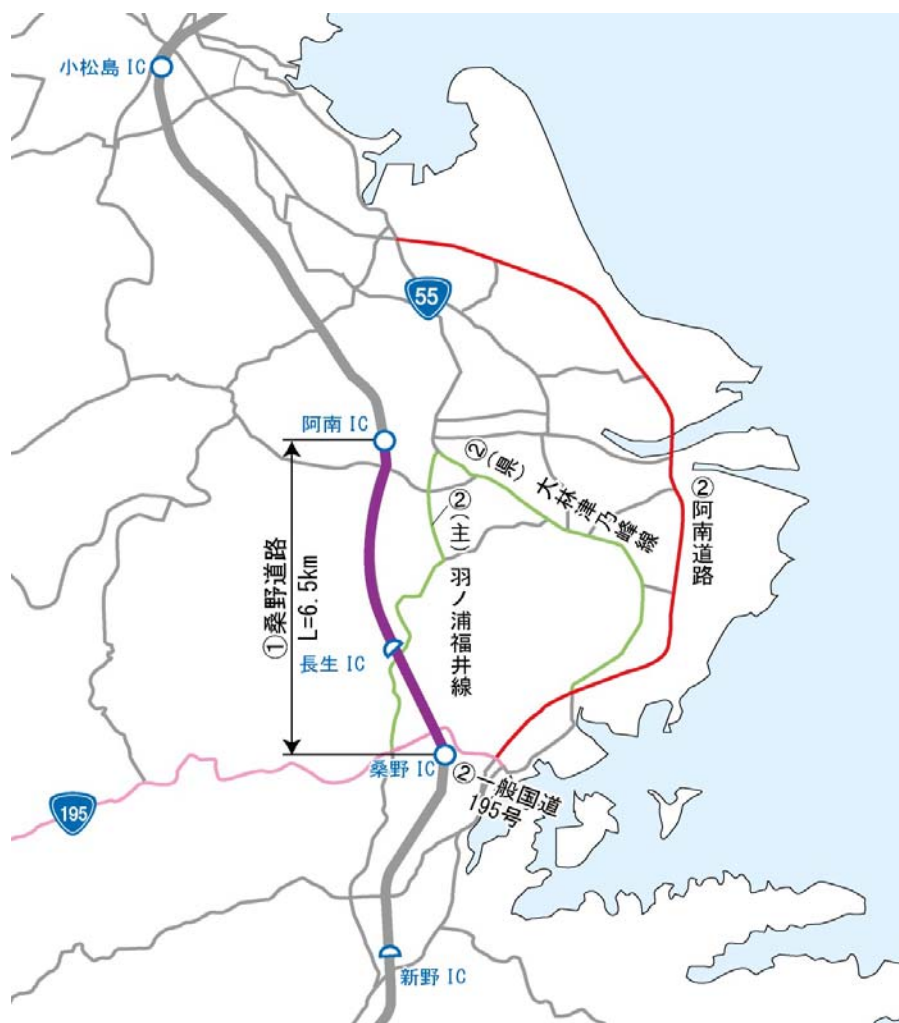 小松島 IC
55
阿南 IC
②(県) 大林津乃峰線
②(主) 羽ノ浦福井線
②阿南道路
①桑野道路
L=6.5km
長生 IC
桑野 IC
②一般国道
195号
195
新野 IC